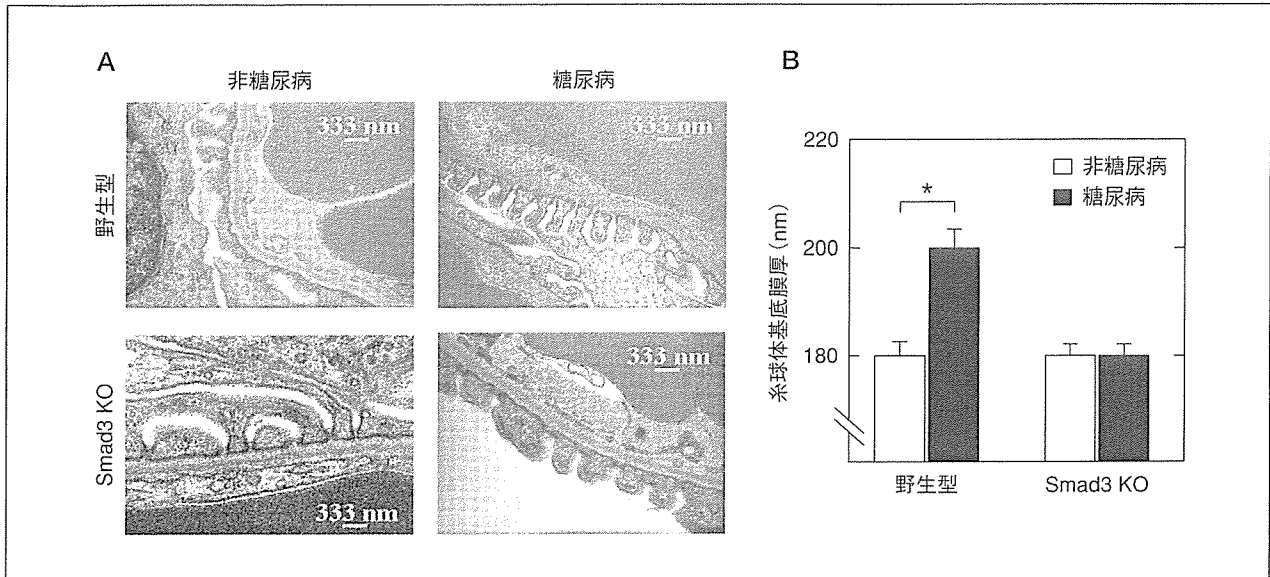 A
非糖尿病
糖尿病
野生型
333 nm
333 nm
Smad3 KO
333 nm
333 nm
B
糸球体基底膜厚(nm)
220
200
180
非糖尿病
糖尿病
*
野生型
Smad3 KO